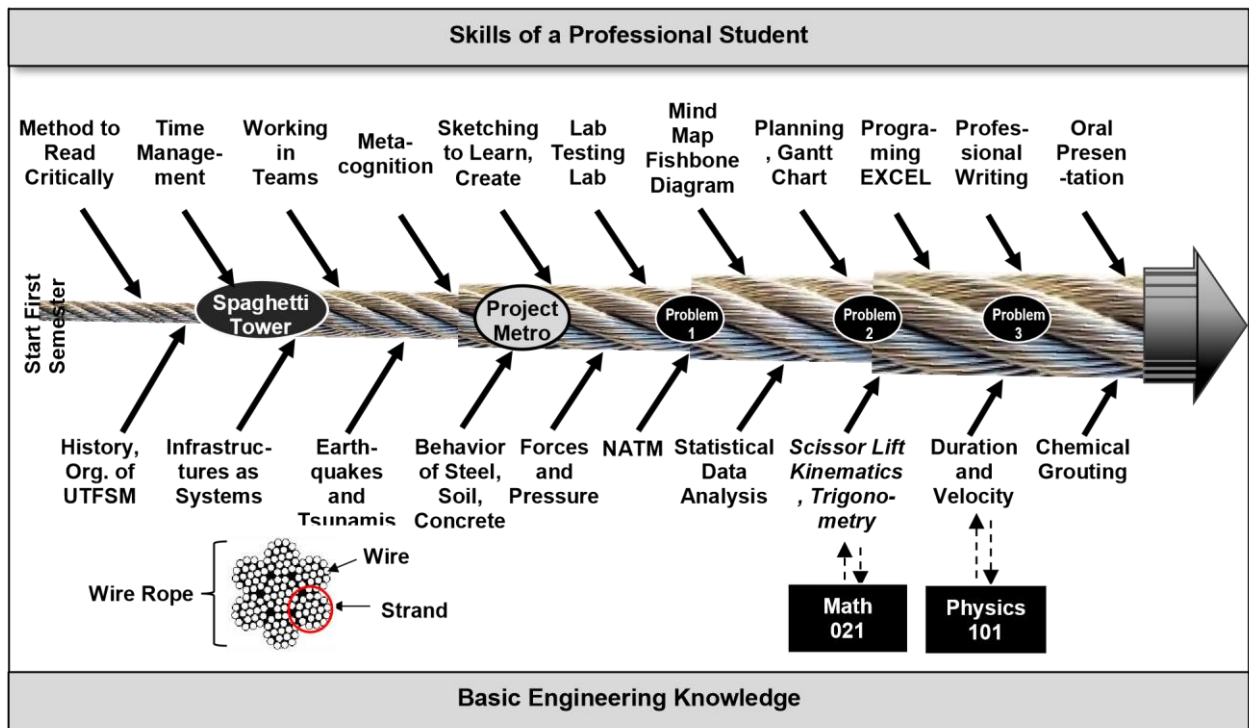 Skills of a Professional Student
Method to
Read
Critically
Time
Manage-
ment
Working
in
Teams
Meta-
cognition
Sketching
to Learn,
Create
Lab
Testing
Lab
Mind
Map
Fishbone
Diagram
Planning
, Gantt
Chart
Progra-
ming
EXCEL
Profes-
sional
Writing
Oral
Presen
-tation
Start First
Semester
Spaghetti
Tower
Project
Metro
Problem
1
Problem
2
Problem
3
History,
Org. of
UTFSM
Infrastruc-
tures as
Systems
Earth-
quakes
and
Tsunamis
Behavior
of Steel,
Soil,
Concrete
Forces
and
Pressure
NATM
Statistical
Data
Analysis
Scissor Lift
Kinematics
, Trigono-
metry
Duration
and
Velocity
Chemical
Grouting
Wire Rope
Wire
Strand
Math
021
Physics
101
Basic Engineering Knowledge